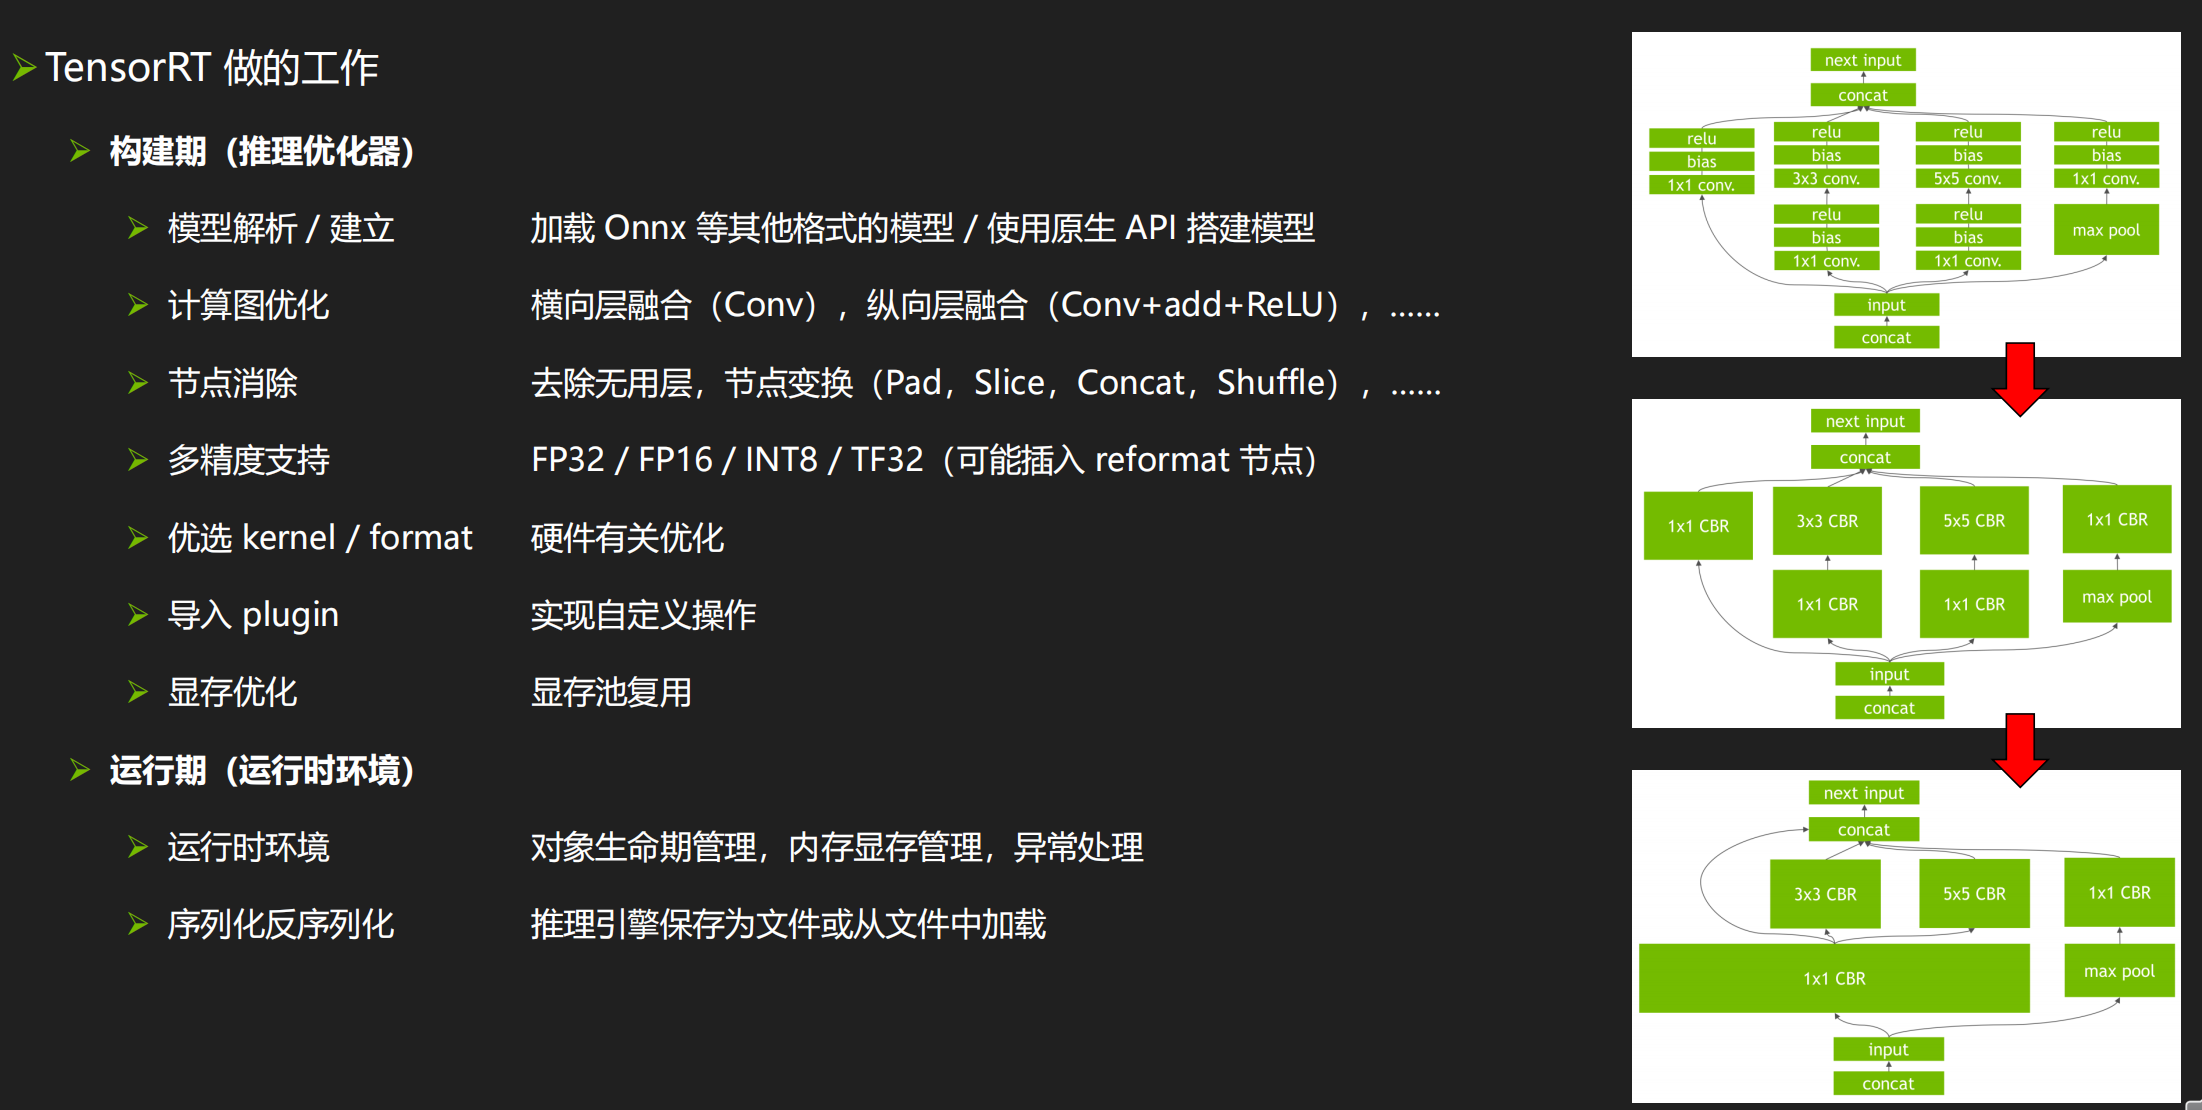 TensorRT 做的工作
构建期（推理优化器）
模型解析 / 建立 加载 Onnx 等其他格式的模型 / 使用原生 API 搭建模型
计算图优化 横向层融合（Conv），纵向层融合（Conv+add+ReLU），……
节点消除 去除无用层，节点变换（Pad，Slice，Concat，Shuffle），……
多精度支持 FP32 / FP16 / INT8 / TF32（可能插入 reformat 节点）
优选 kernel / format 硬件有关优化
导入 plugin 实现自定义操作
显存优化 显存池复用
运行期（运行时环境）
运行时环境 对象生命期管理，内存显存管理，异常处理
序列化反序列化 推理引擎保存为文件或从文件中加载
next input
concat
relu relu relu relu
bias bias bias bias
1x1 conv. 3x3 conv. 5x5 conv. 1x1 conv.
relu relu
bias bias max pool
1x1 conv. 1x1 conv.
input
concat
next input
concat
1x1 CBR 3x3 CBR 5x5 CBR 1x1 CBR
1x1 CBR 1x1 CBR max pool
input
concat
next input
concat
3x3 CBR 5x5 CBR 1x1 CBR
1x1 CBR max pool
input
concat